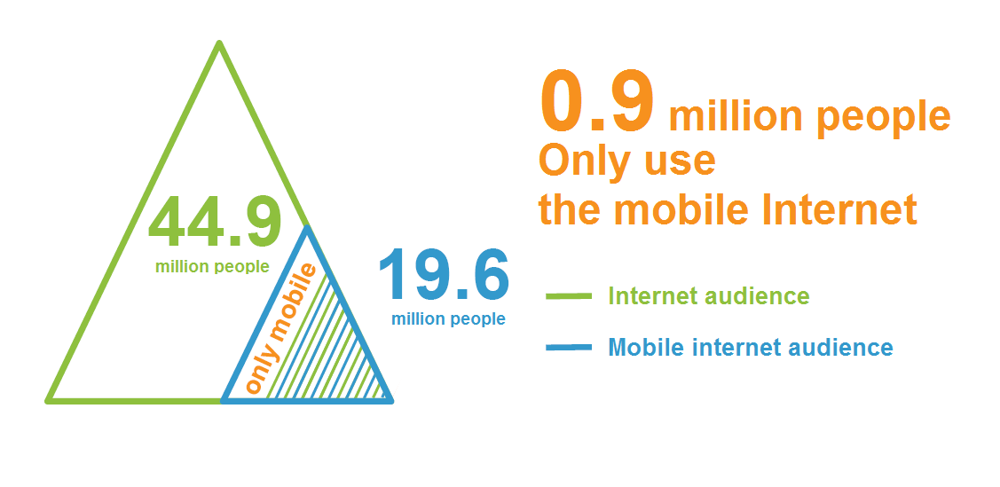 44.9
million people
only mobile
19.6
million people
0.9 million people
Only use
the mobile Internet
Internet audience
Mobile internet audience